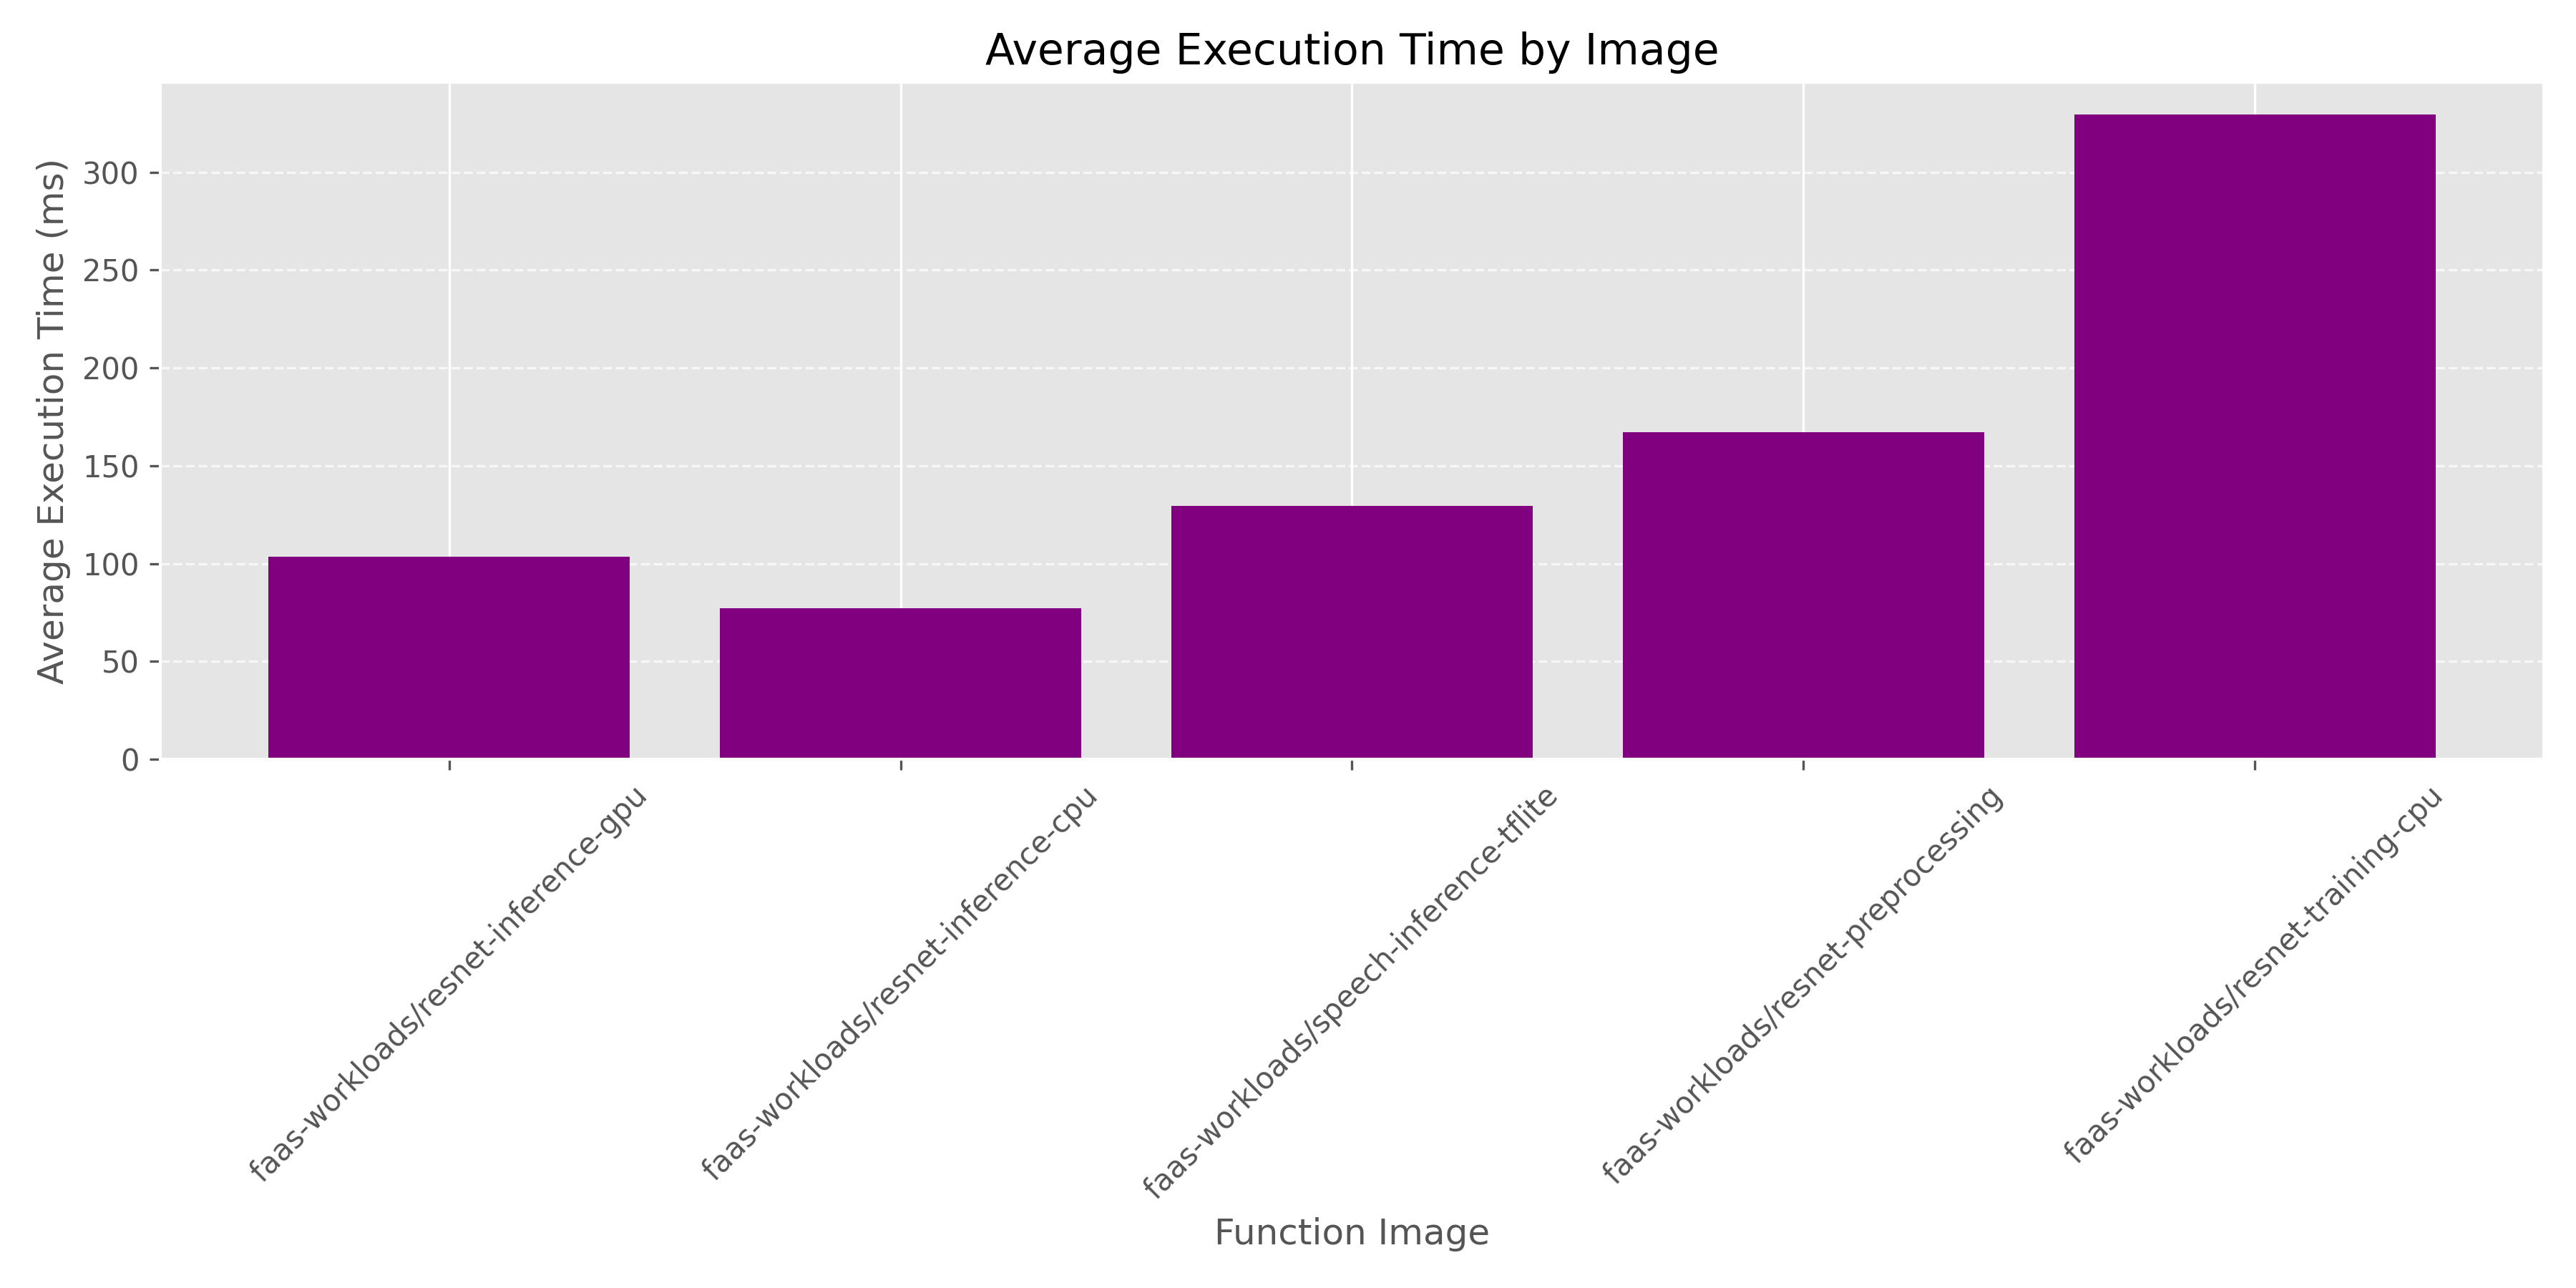 Average Execution Time by Image
Average Execution Time (ms)
300
250
200
150
100
50
0
faas-workloads/resnet-inference-gpu
faas-workloads/resnet-inference-cpu
faas-workloads/speech-inference-tflite
faas-workloads/resnet-preprocessing
faas-workloads/resnet-training-cpu
Function Image